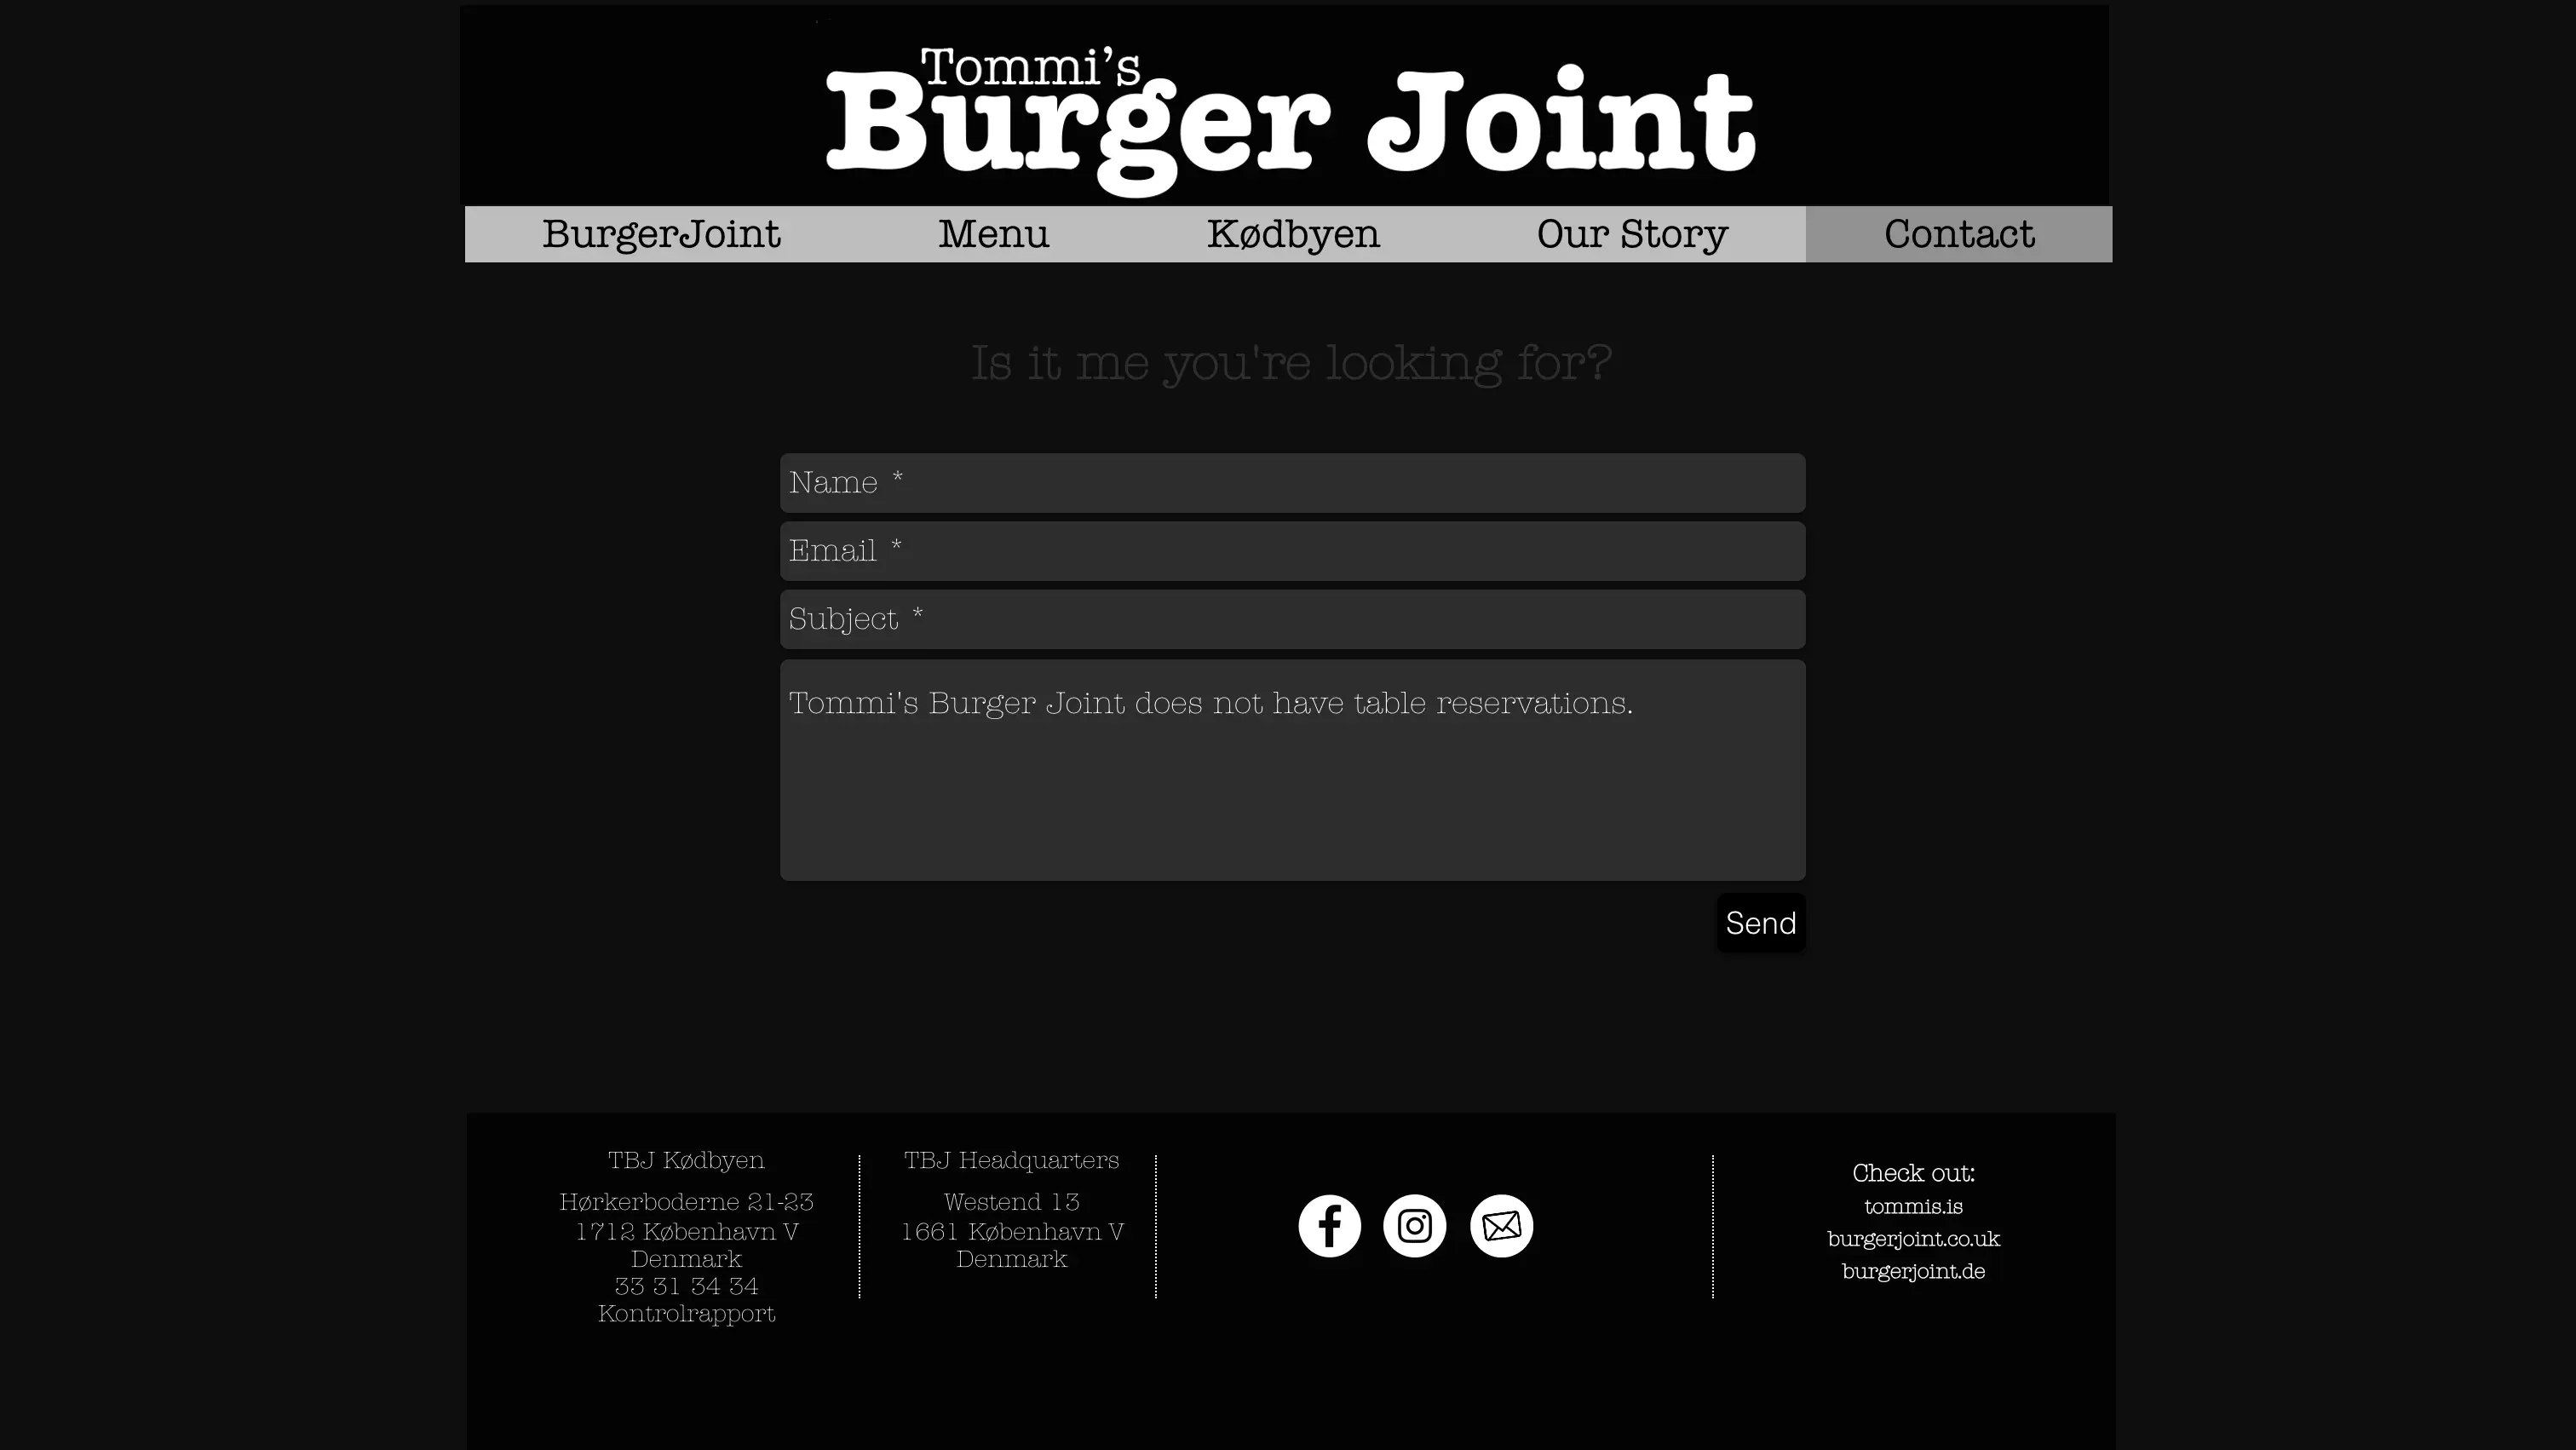 Tommi's
Burger Joint
BurgerJoint
Menu
Kødbyen
Our Story
Contact
Is it me you're looking for?
Name *
Email *
Subject *
Tommi's Burger Joint does not have table reservations.
Send
TBJ Kødbyen
Hørkerboderne 21-23
1712 København V
Denmark
33 31 34 34
Kontrolrapport
TBJ Headquarters
Westend 13
1661 København V
Denmark
Check out:
tommis.is
burgerjoint.co.uk
burgerjoint.de